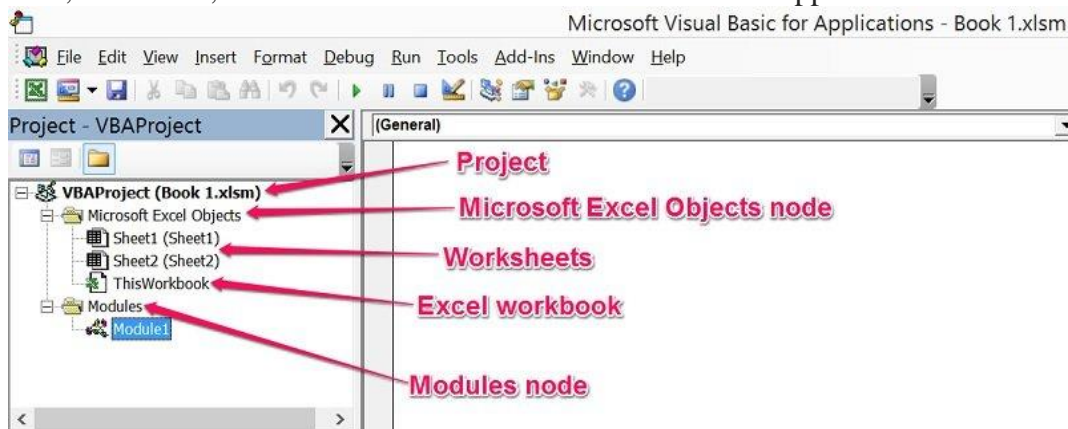 Microsoft Visual Basic for Applications - Book 1.xlsm
File Edit View Insert Format Debug Run Tools Add-Ins Window Help
Project - VBAProject
(General)
Project
VBAProject (Book 1.xlsm)
Microsoft Excel Objects
Microsoft Excel Objects node
Sheet1 (Sheet1)
Worksheets
Sheet2 (Sheet2)
ThisWorkbook
Excel workbook
Modules
Module1
Modules node